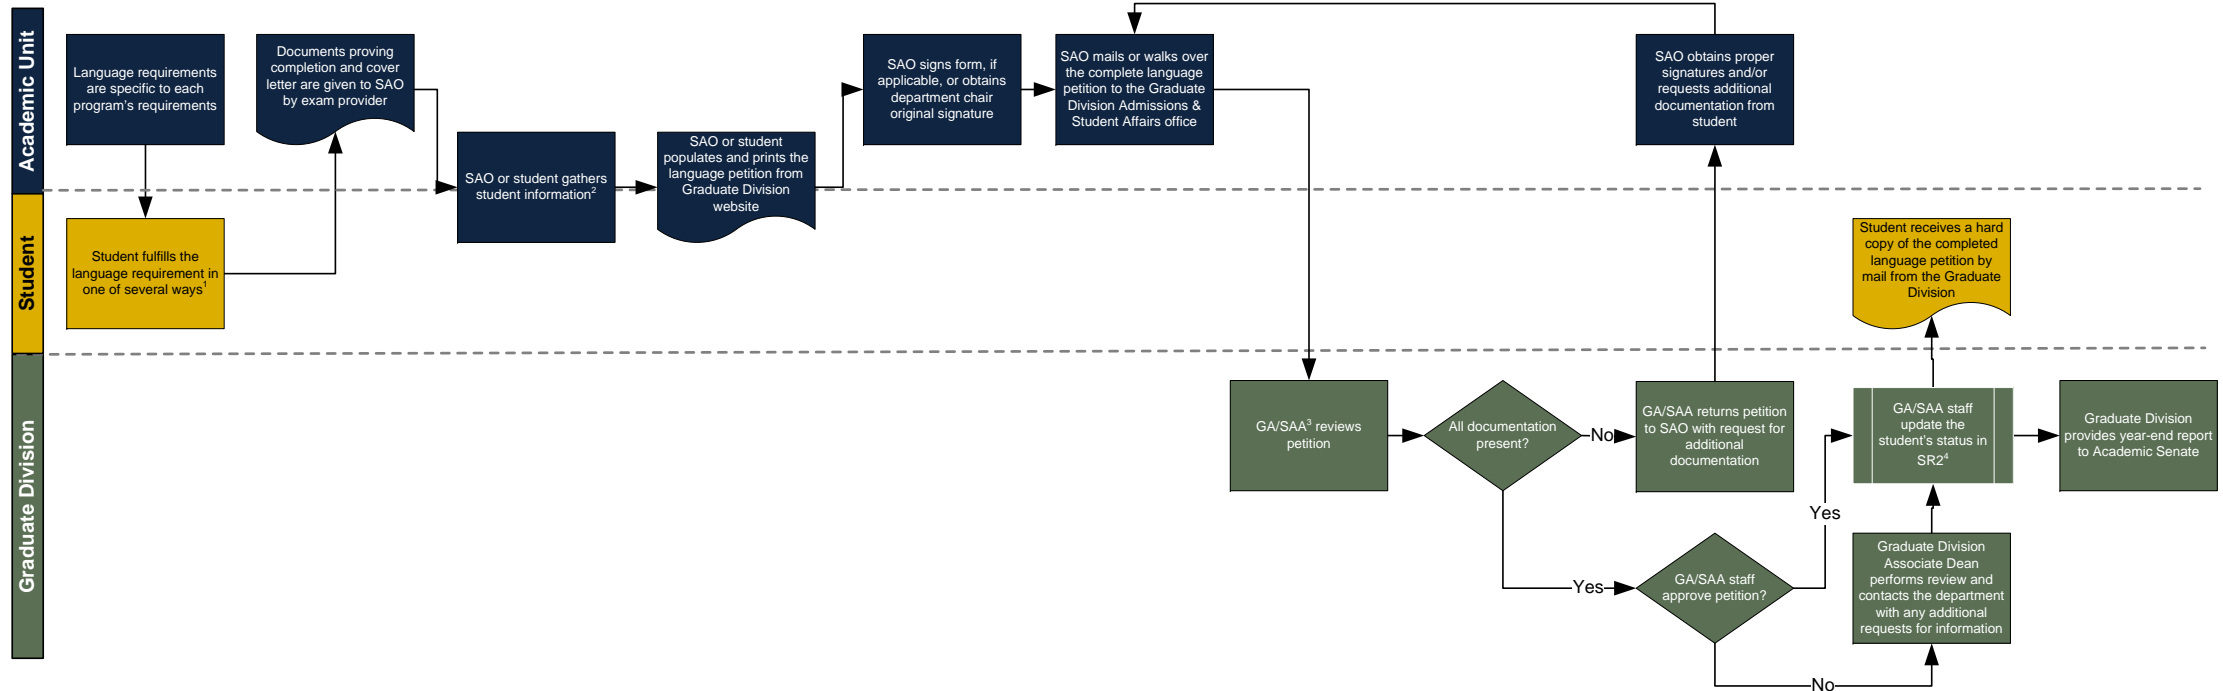 Academic Unit
Language requirements
are specific to each
program's requirements
Documents proving
completion and cover
letter are given to SAO
by exam provider
SAO or student gathers
student information²
SAO or student
populates and prints the
language petition from
Graduate Division
website
SAO signs form, if
applicable, or obtains
department chair
original signature
SAO mails or walks over
the complete language
petition to the Graduate
Division Admissions &
Student Affairs office
SAO obtains proper
signatures and/or
requests additional
documentation from
student
Student
Student fulfills the
language requirement in
one of several ways¹
Student receives a hard
copy of the completed
language petition by
mail from the Graduate
Division
Graduate Division
GA/SAA³ reviews
petition
All documentation
present?
No
GA/SAA returns petition
to SAO with request for
additional
documentation
Yes
GA/SAA staff
approve petition?
Yes
No
GA/SAA staff
update the
student's status in
SR2⁴
Graduate Division
Associate Dean
performs review and
contacts the department
with any additional
requests for information
Graduate Division
provides year-end report
to Academic Senate